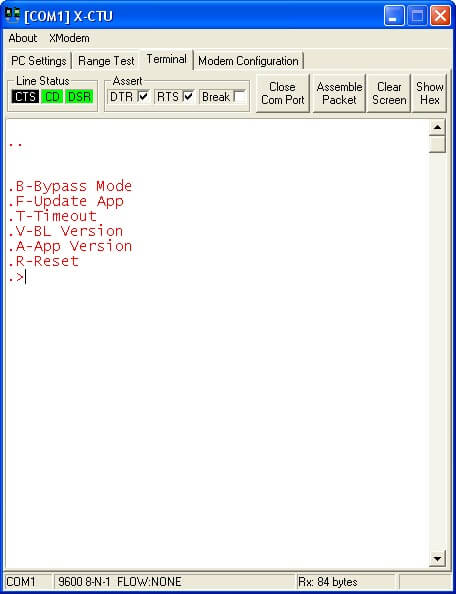 [COM1] X-CTU
About XModem
PC Settings Range Test Terminal Modem Configuration
Line Status Assert
CTS CD DSR DTR RTS Break Close Com Port Assemble Packet Clear Screen Show Hex
..
.B-Bypass Mode
.F-Update App
.T-Timeout
.V-BL Version
.A-App Version
.R-Reset
.>
COM1 9600 8-N-1 FLOW:NONE Rx: 84 bytes